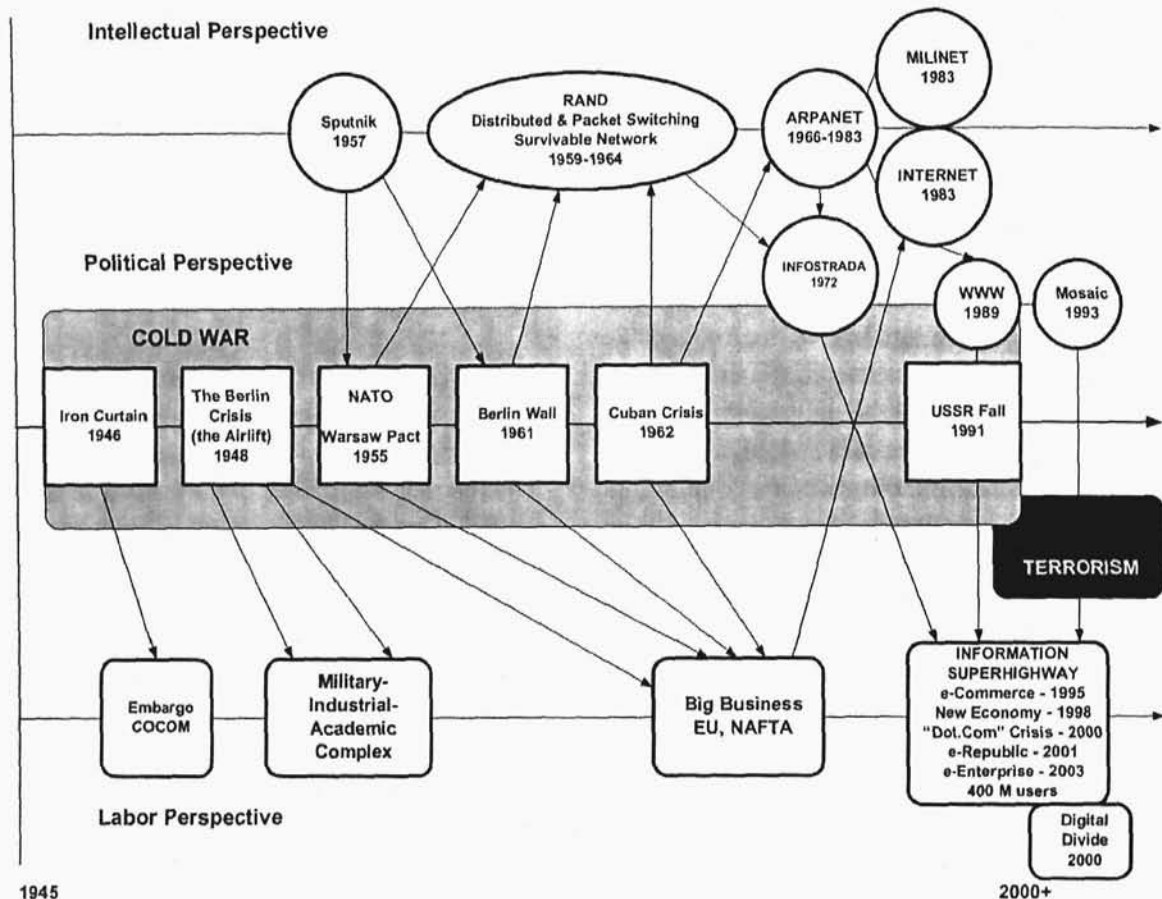 Intellectual Perspective
MILINET
1983
Sputnik
1957
RAND
Distributed & Packet Switching
Survivable Network
1959-1964
ARPANET
1966-1983
INTERNET
1983
Political Perspective
INFOSTRADA
1972
WWW
1989
Mosaic
1993
COLD WAR
Iron Curtain
1946
The Berlin
Crisis
(the Airlift)
1948
NATO
Warsaw Pact
1955
Berlin Wall
1961
Cuban Crisis
1962
USSR Fall
1991
TERRORISM
Embargo
COCOM
Military-
Industrial-
Academic
Complex
Big Business
EU, NAFTA
INFORMATION
SUPERHIGHWAY
e-Commerce - 1995
New Economy - 1998
"Dot.Com" Crisis - 2000
e-Republic - 2001
e-Enterprise - 2003
400 M users
Labor Perspective
Digital
Divide
2000
1945
2000+